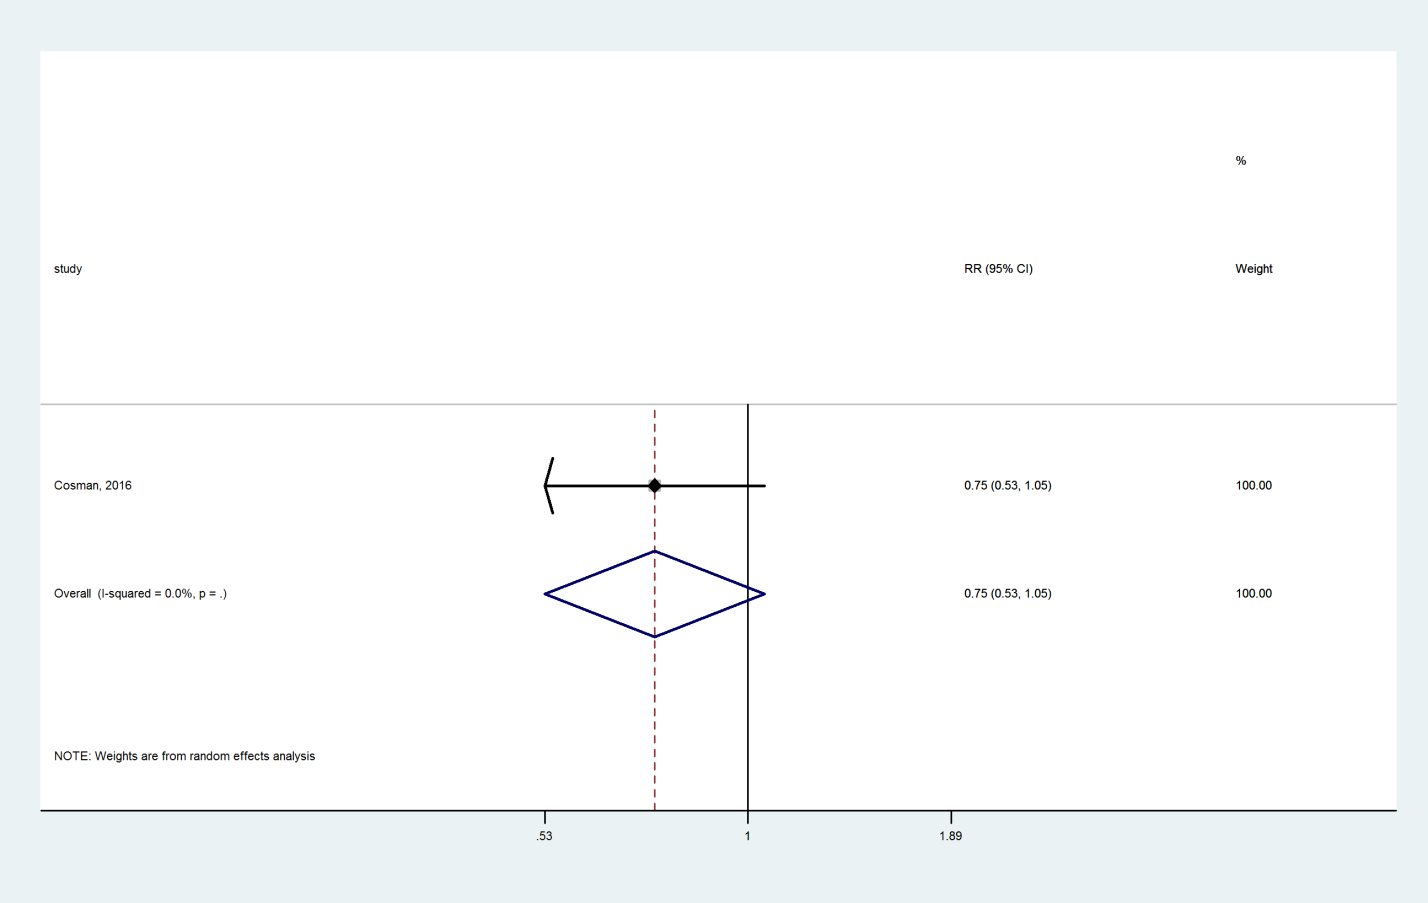 %
study RR (95% CI) Weight
Cosman, 2016 0.75 (0.53, 1.05) 100.00
Overall  (I-squared = 0.0%, p = .) 0.75 (0.53, 1.05) 100.00
NOTE: Weights are from random effects analysis
.53 1 1.89